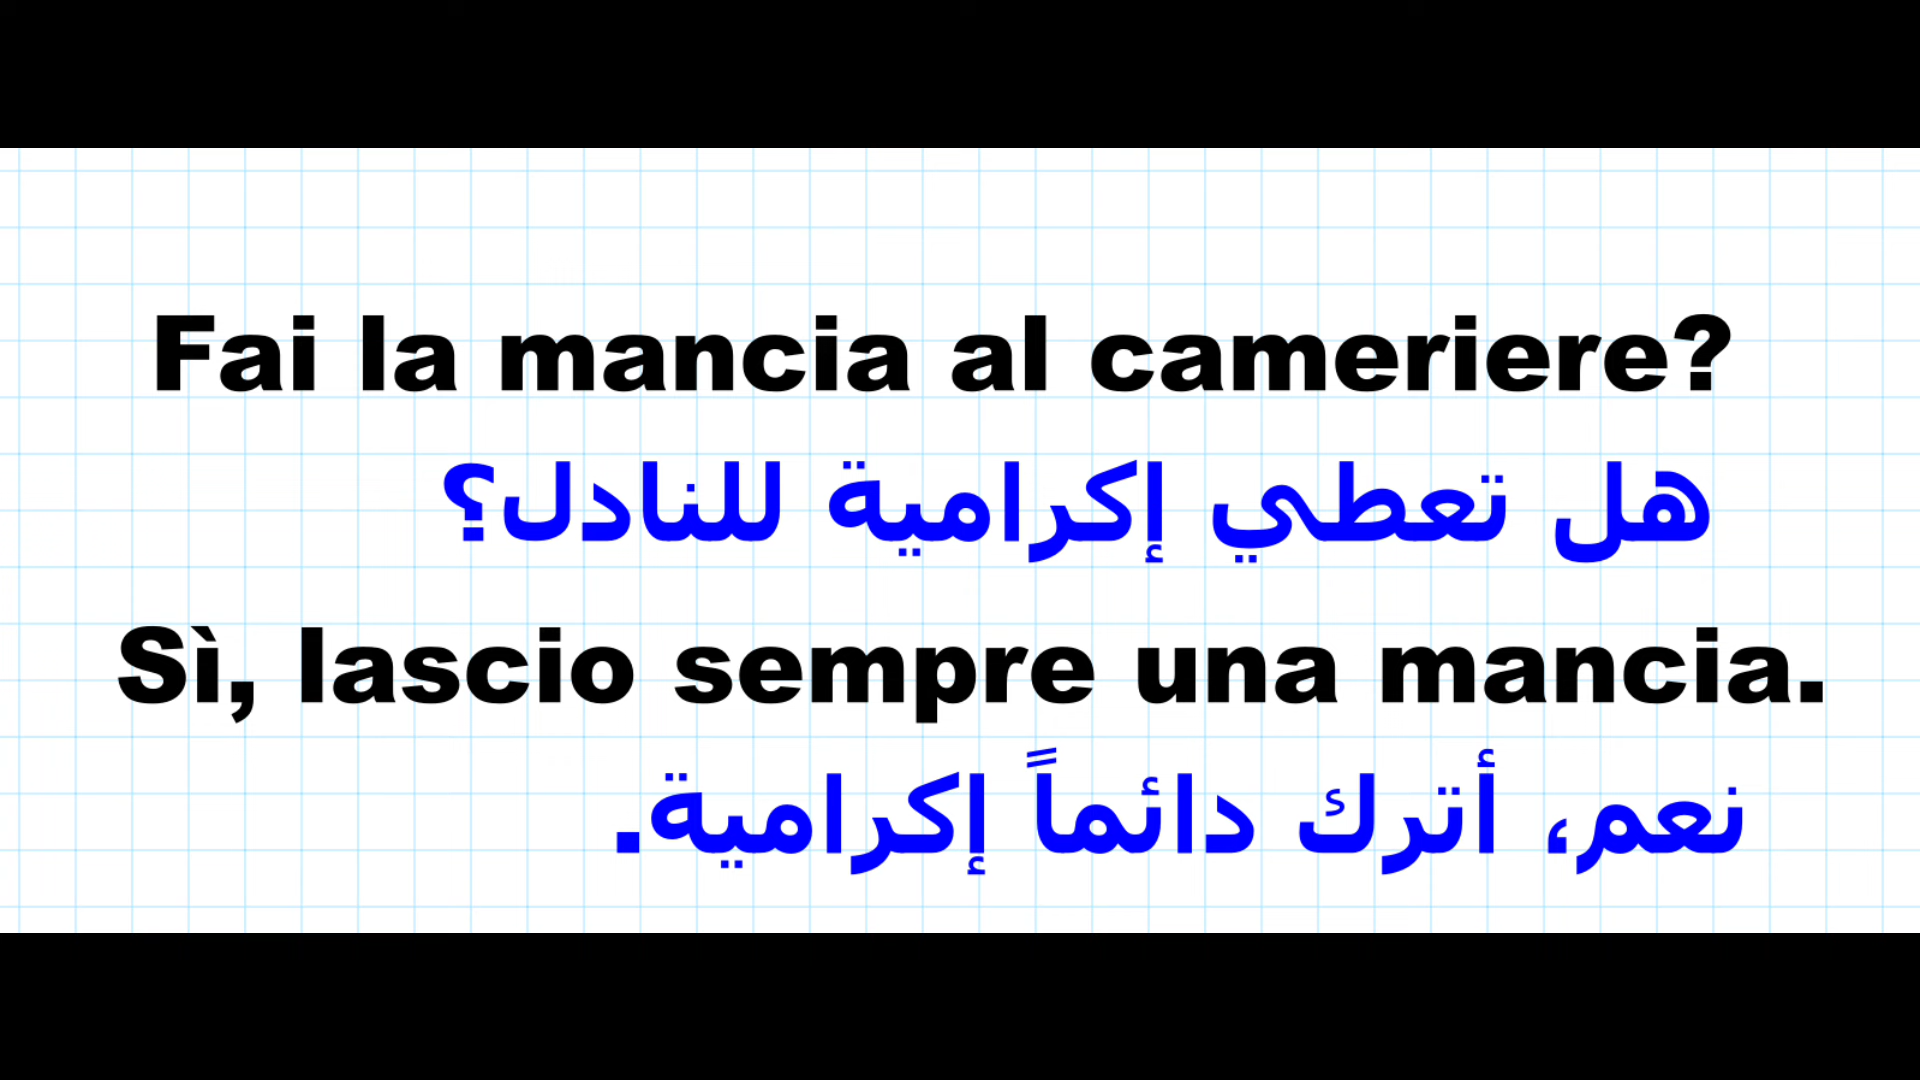 Fai la mancia al cameriere?
هل تعطي إكرامية للنادل؟
Sì, lascio sempre una mancia.
نعم، أترك دائماً إكرامية.